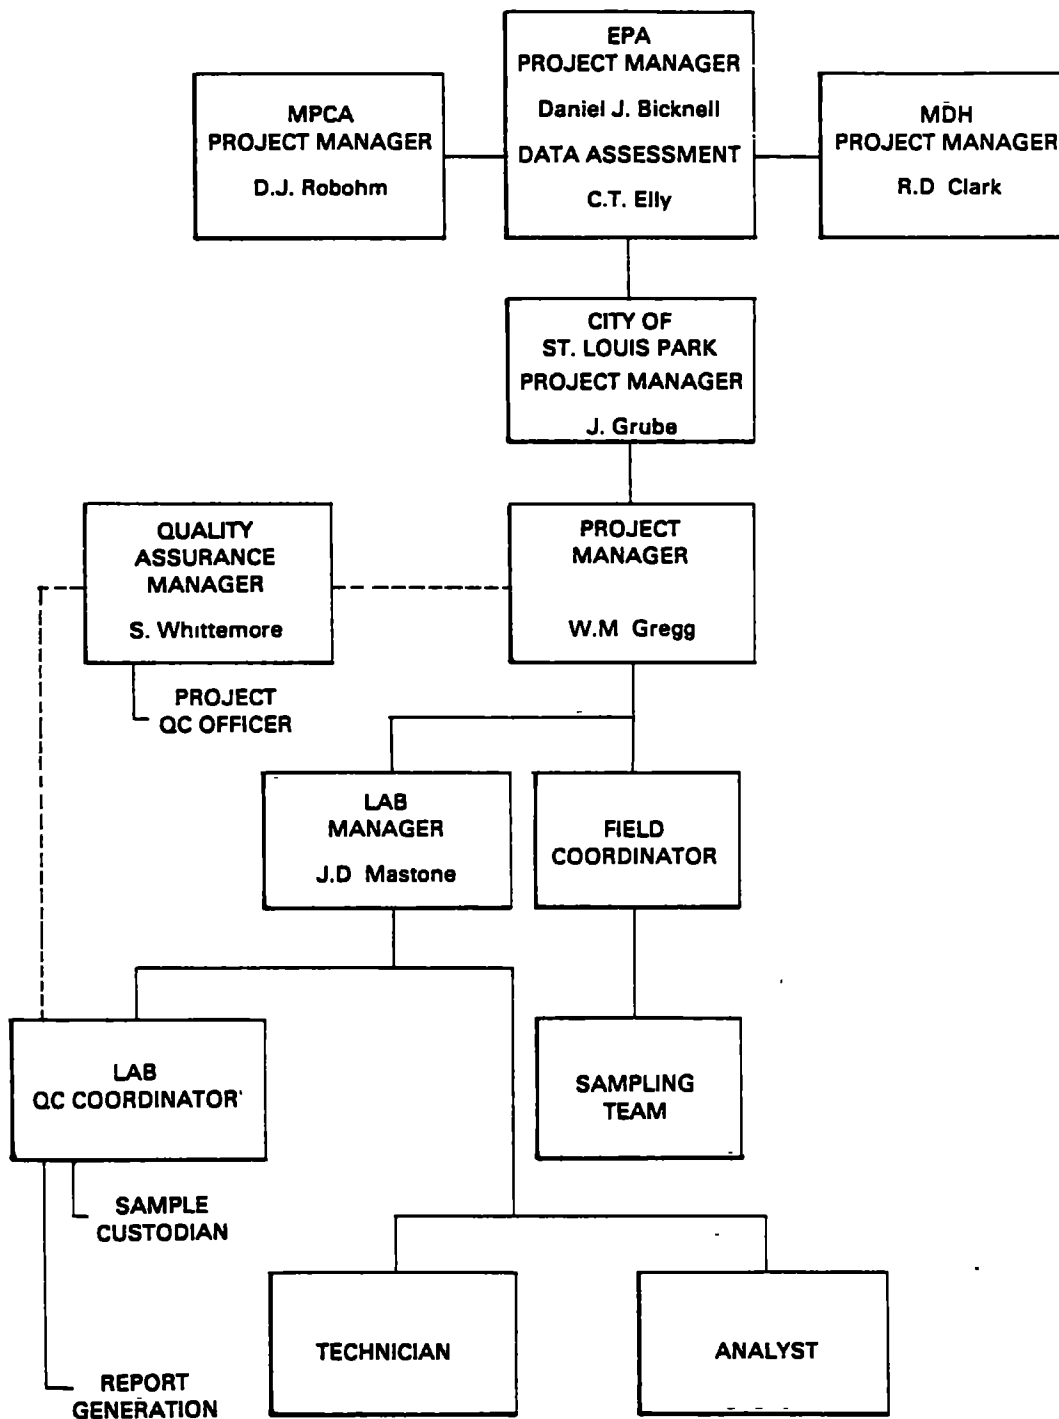 EPA
PROJECT MANAGER
Daniel J. Bicknell
DATA ASSESSMENT
C.T. Elly
MPCA
PROJECT MANAGER
D.J. Robohm
MDH
PROJECT MANAGER
R.D Clark
CITY OF
ST. LOUIS PARK
PROJECT MANAGER
J. Grube
QUALITY
ASSURANCE
MANAGER
S. Whittemore
PROJECT
QC OFFICER
PROJECT
MANAGER
W.M Gregg
LAB
MANAGER
J.D Mastone
FIELD
COORDINATOR
LAB
QC COORDINATOR
SAMPLING
TEAM
SAMPLE
CUSTODIAN
REPORT
GENERATION
TECHNICIAN
ANALYST